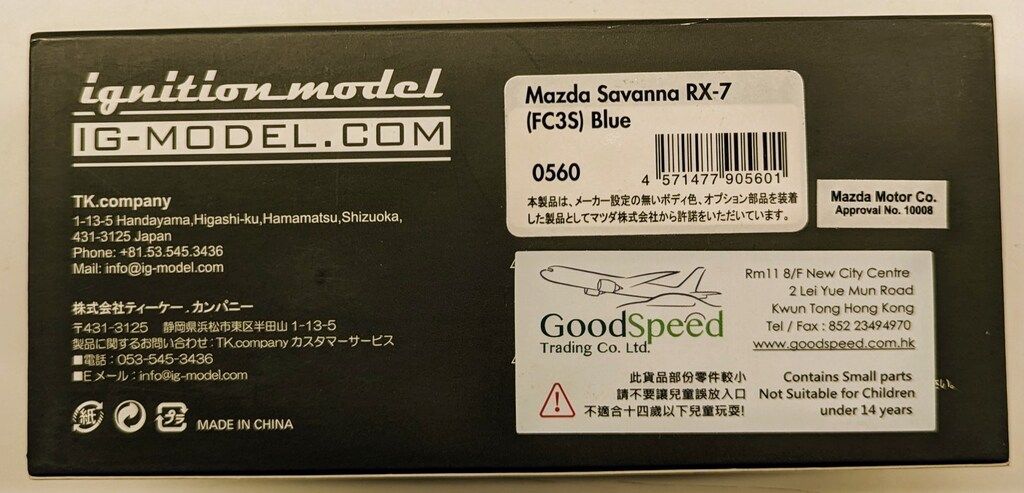 ignition model
IG-MODEL.COM
TK.company
1-13-5 Handayama,Higashi-ku,Hamamatsu,Shizuoka,
431-3125 Japan
Phone: +81.53.545.3436
Mail: info@ig-model.com
株式会社ティーケー.カンパニー
〒431-3125 静岡県浜松市東区半田山1-13-5
製品に関するお問い合わせ:TK.company カスタマーサービス
■電話:053-545-3436
■Eメール:info@ig-model.com
紙
プラ
MADE IN CHINA
Mazda Savanna RX-7
(FC3S) Blue
0560
4 571477 905601
本製品は、メーカー設定の無いボディ色、オプション部品を装着
した製品としてマツダ株式会社から許諾をいただいています。
Mazda Motor Co.
Approval No. 10008
GoodSpeed
Trading Co. Ltd.
Rm11 8/F New City Centre
2 Lei Yue Mun Road
Kwun Tong Hong Kong
Tel / Fax : 852 23494970
www.goodspeed.com.hk
此貨品部份零件較小
請不要讓兒童誤放入口
不適合十四歲以下兒童玩耍!
Contains Small parts
Not Suitable for Children
under 14 years